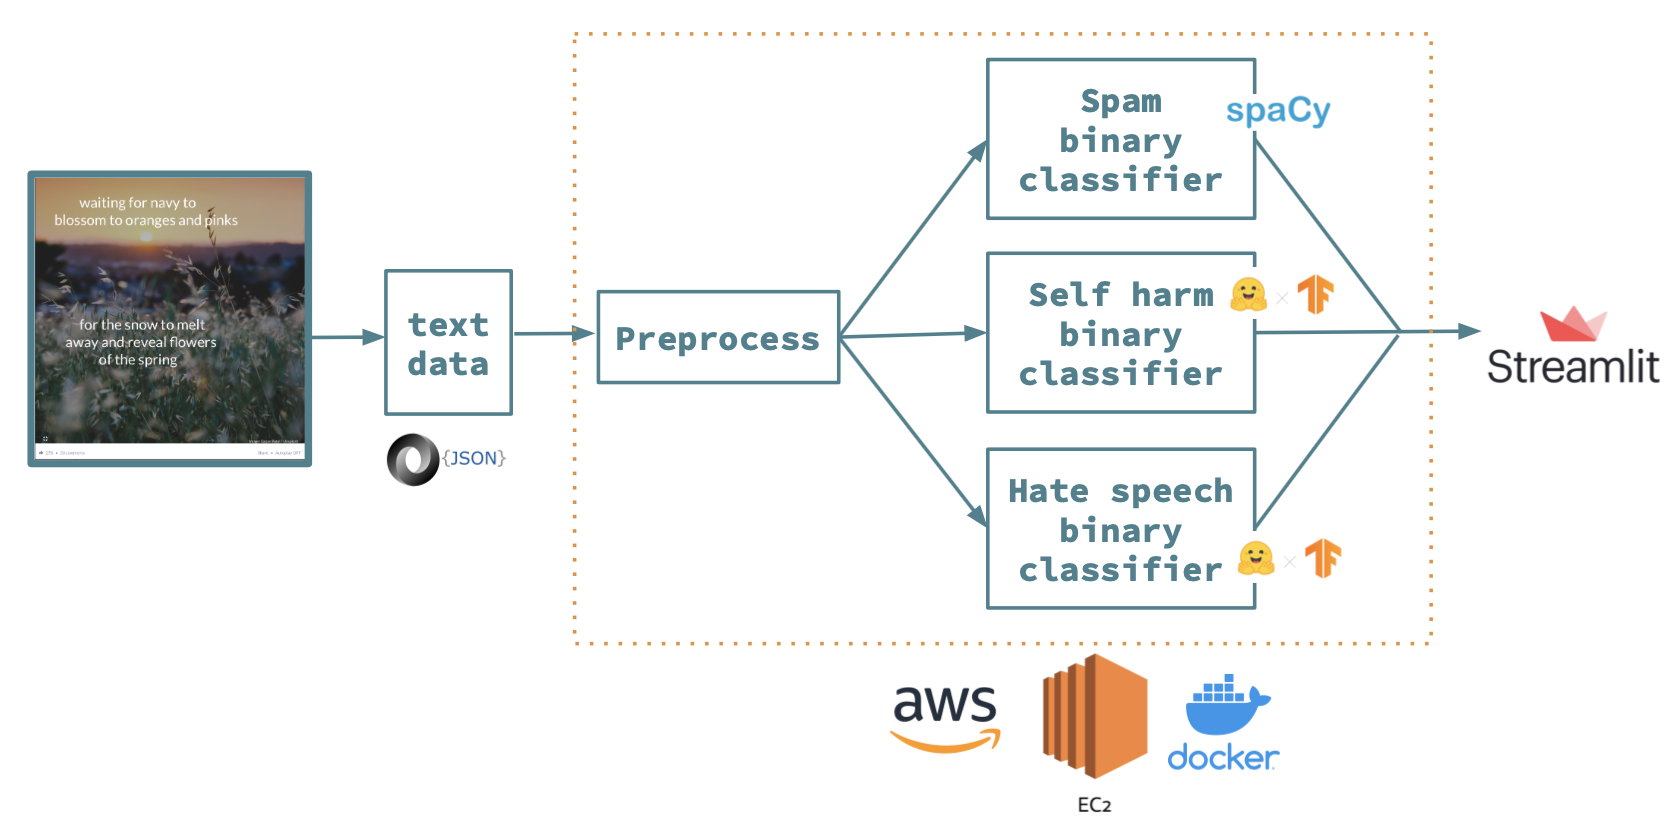 waiting for navy to
blossom to oranges and pinks
for the snow to melt
away and reveal flowers
of the spring
text
data
{JSON}
Preprocess
Spam
binary
classifier
spaCy
Self harm
binary
classifier
Hate speech
binary
classifier
Streamlit
aws
EC2
docker